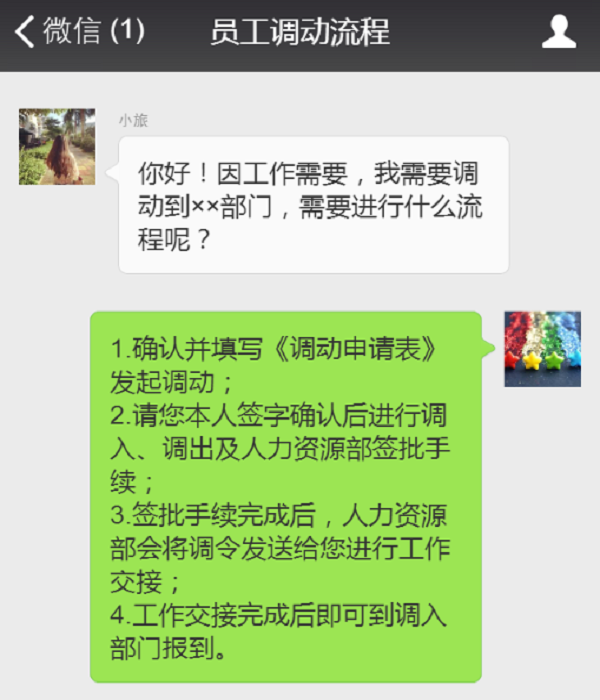 微信 (1)
员工调动流程
小旅
你好！因工作需要，我需要调
动到××部门，需要进行什么流
程呢？
1.确认并填写《调动申请表》
发起调动；
2.请您本人签字确认后进行调
入、调出及人力资源部签批手
续；
3.签批手续完成后，人力资源
部会将调令发送给您进行工作
交接；
4.工作交接完成后即可到调入
部门报到。